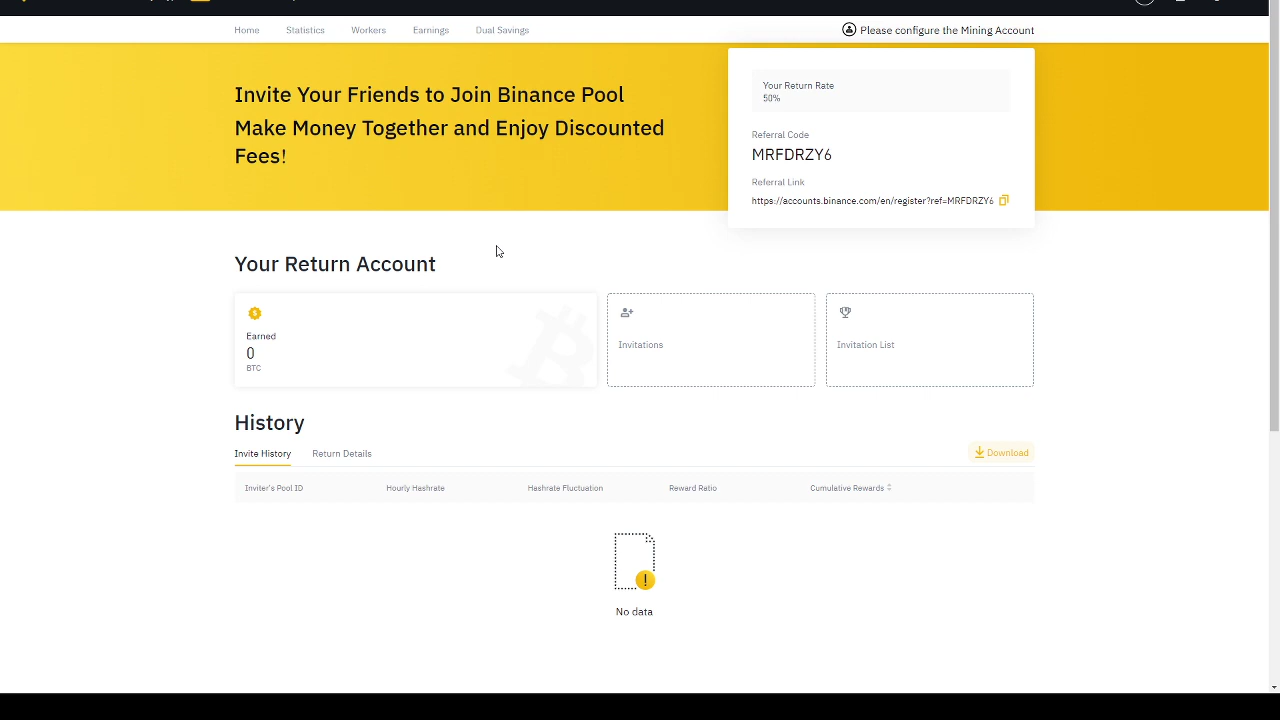 Home Statistics Workers Earnings Dual Savings Please configure the Mining Account
Invite Your Friends to Join Binance Pool
Make Money Together and Enjoy Discounted
Fees!
Your Return Rate
50%
Referral Code
MRFDRZY6
Referral Link
https://accounts.binance.com/en/register?ref=MRFDRZY6
Your Return Account
Earned
0
BTC
Invitations
Invitation List
History
Invite History Return Details Download
Inviter's Pool ID Hourly Hashrate Hashrate Fluctuation Reward Ratio Cumulative Rewards
No data